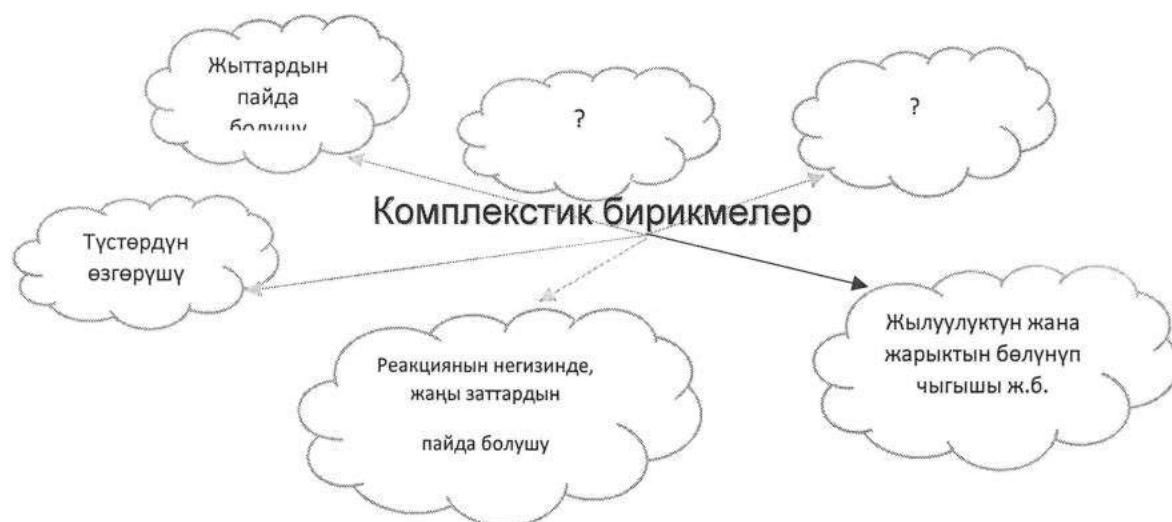 Жыттардын
пайда
болушу
?
?
Комплекстик бирикмелер
Түстөрдүн
өзгөрүшү
Реакциянын негизинде,
жаңы заттардын
пайда болушу
Жылуулуктун жана
жарыктын бөлүнүп
чыгышы ж.б.